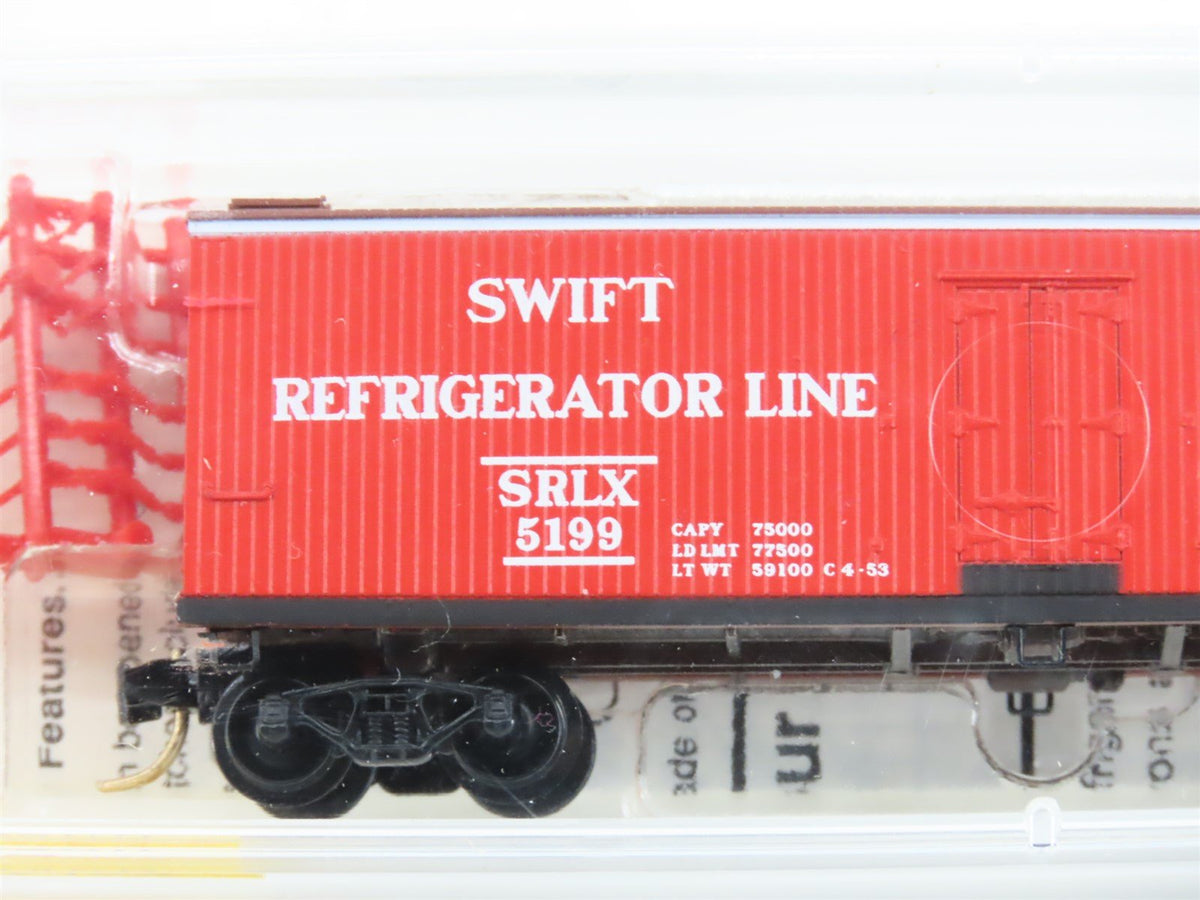 SWIFT
REFRIGERATOR LINE
SRLX
5199
CAPY 75000
LD LMT 77500
LT WT 59100 C 4-53
Features.